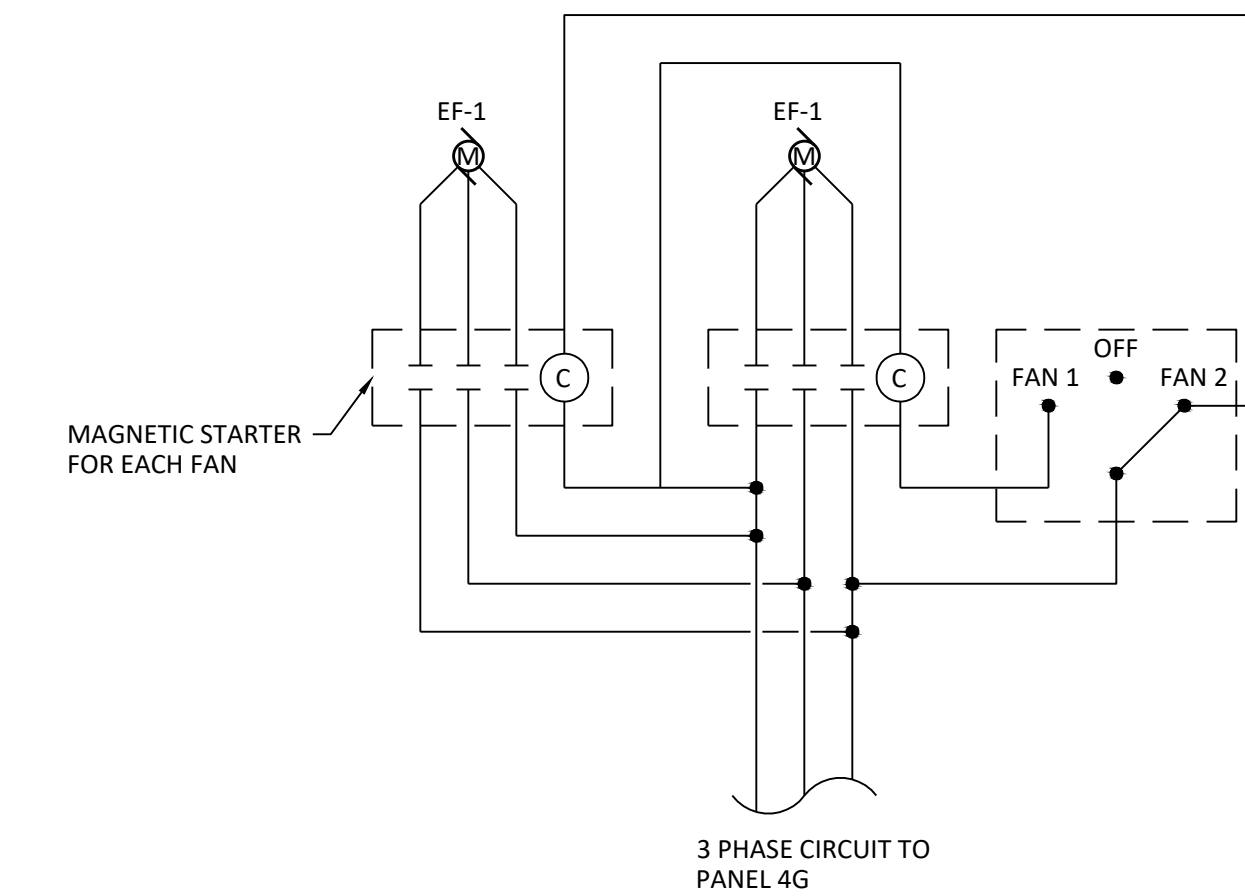 EF-1
M
EF-1
M
OFF
FAN 1
FAN 2
C
C
MAGNETIC STARTER
FOR EACH FAN
3 PHASE CIRCUIT TO
PANEL 4G